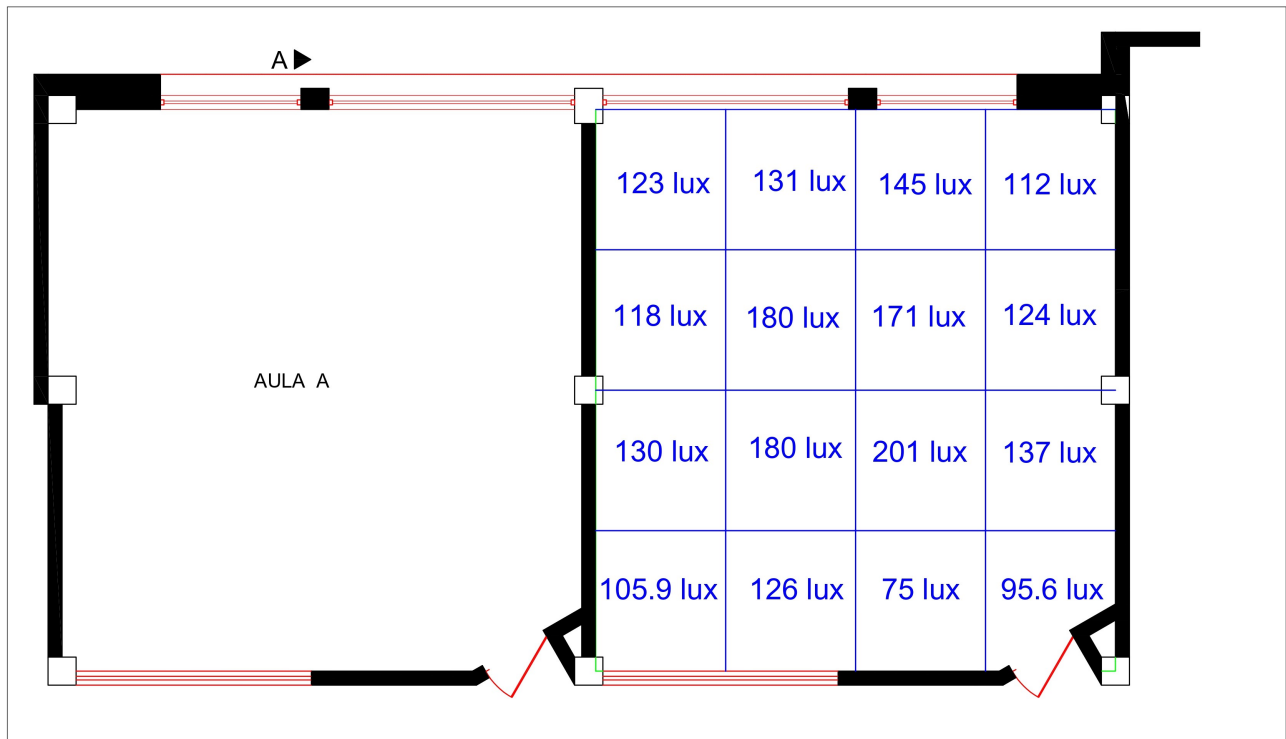 A
123 lux 131 lux 145 lux 112 lux
118 lux 180 lux 171 lux 124 lux
AULA A
130 lux 180 lux 201 lux 137 lux
105.9 lux 126 lux 75 lux 95.6 lux